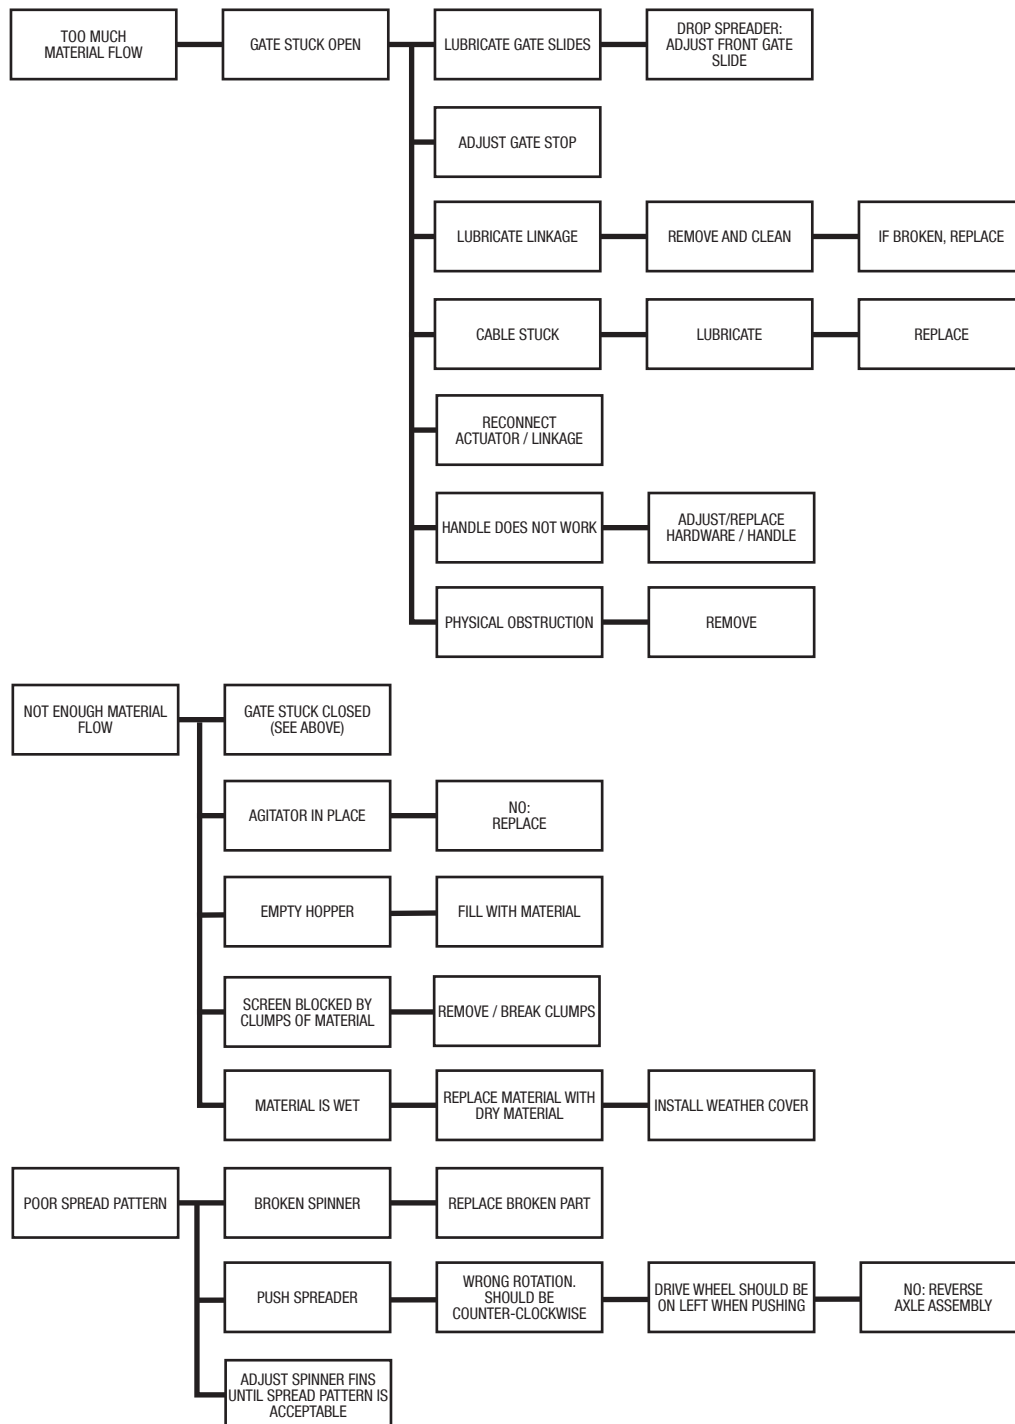 TOO MUCH
MATERIAL FLOW
GATE STUCK OPEN
LUBRICATE GATE SLIDES
DROP SPREADER:
ADJUST FRONT GATE
SLIDE
ADJUST GATE STOP
LUBRICATE LINKAGE
REMOVE AND CLEAN
IF BROKEN, REPLACE
CABLE STUCK
LUBRICATE
REPLACE
RECONNECT
ACTUATOR / LINKAGE
HANDLE DOES NOT WORK
ADJUST/REPLACE
HARDWARE / HANDLE
PHYSICAL OBSTRUCTION
REMOVE
NOT ENOUGH MATERIAL
FLOW
GATE STUCK CLOSED
(SEE ABOVE)
AGITATOR IN PLACE
NO:
REPLACE
EMPTY HOPPER
FILL WITH MATERIAL
SCREEN BLOCKED BY
CLUMPS OF MATERIAL
REMOVE / BREAK CLUMPS
MATERIAL IS WET
REPLACE MATERIAL WITH
DRY MATERIAL
INSTALL WEATHER COVER
POOR SPREAD PATTERN
BROKEN SPINNER
REPLACE BROKEN PART
PUSH SPREADER
WRONG ROTATION.
SHOULD BE
COUNTER-CLOCKWISE
DRIVE WHEEL SHOULD BE
ON LEFT WHEN PUSHING
NO: REVERSE
AXLE ASSEMBLY
ADJUST SPINNER FINS
UNTIL SPREAD PATTERN IS
ACCEPTABLE